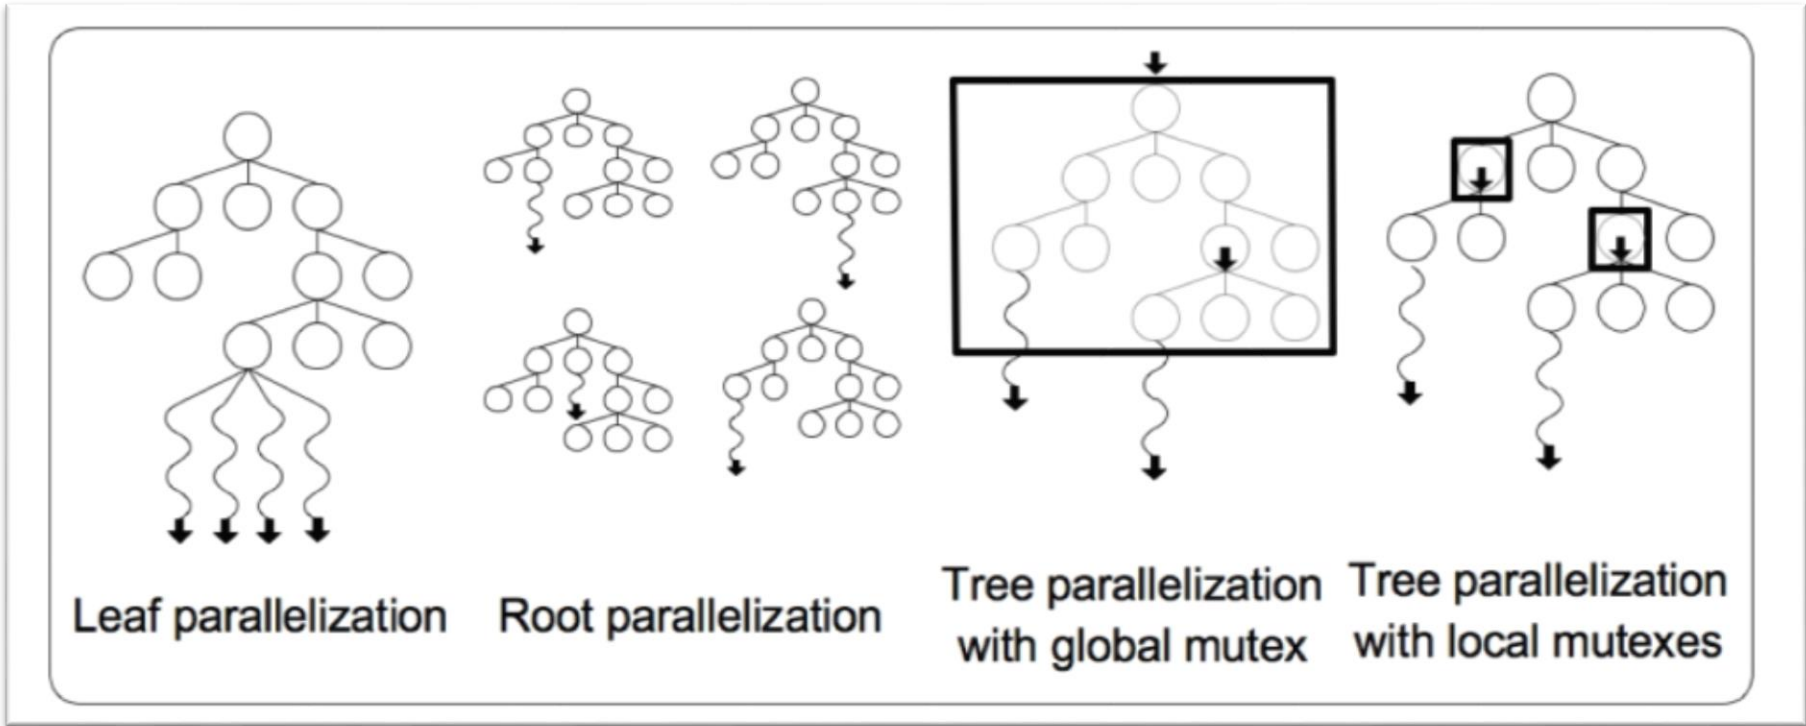 Leaf parallelization
Root parallelization
Tree parallelization
with global mutex
Tree parallelization
with local mutexes